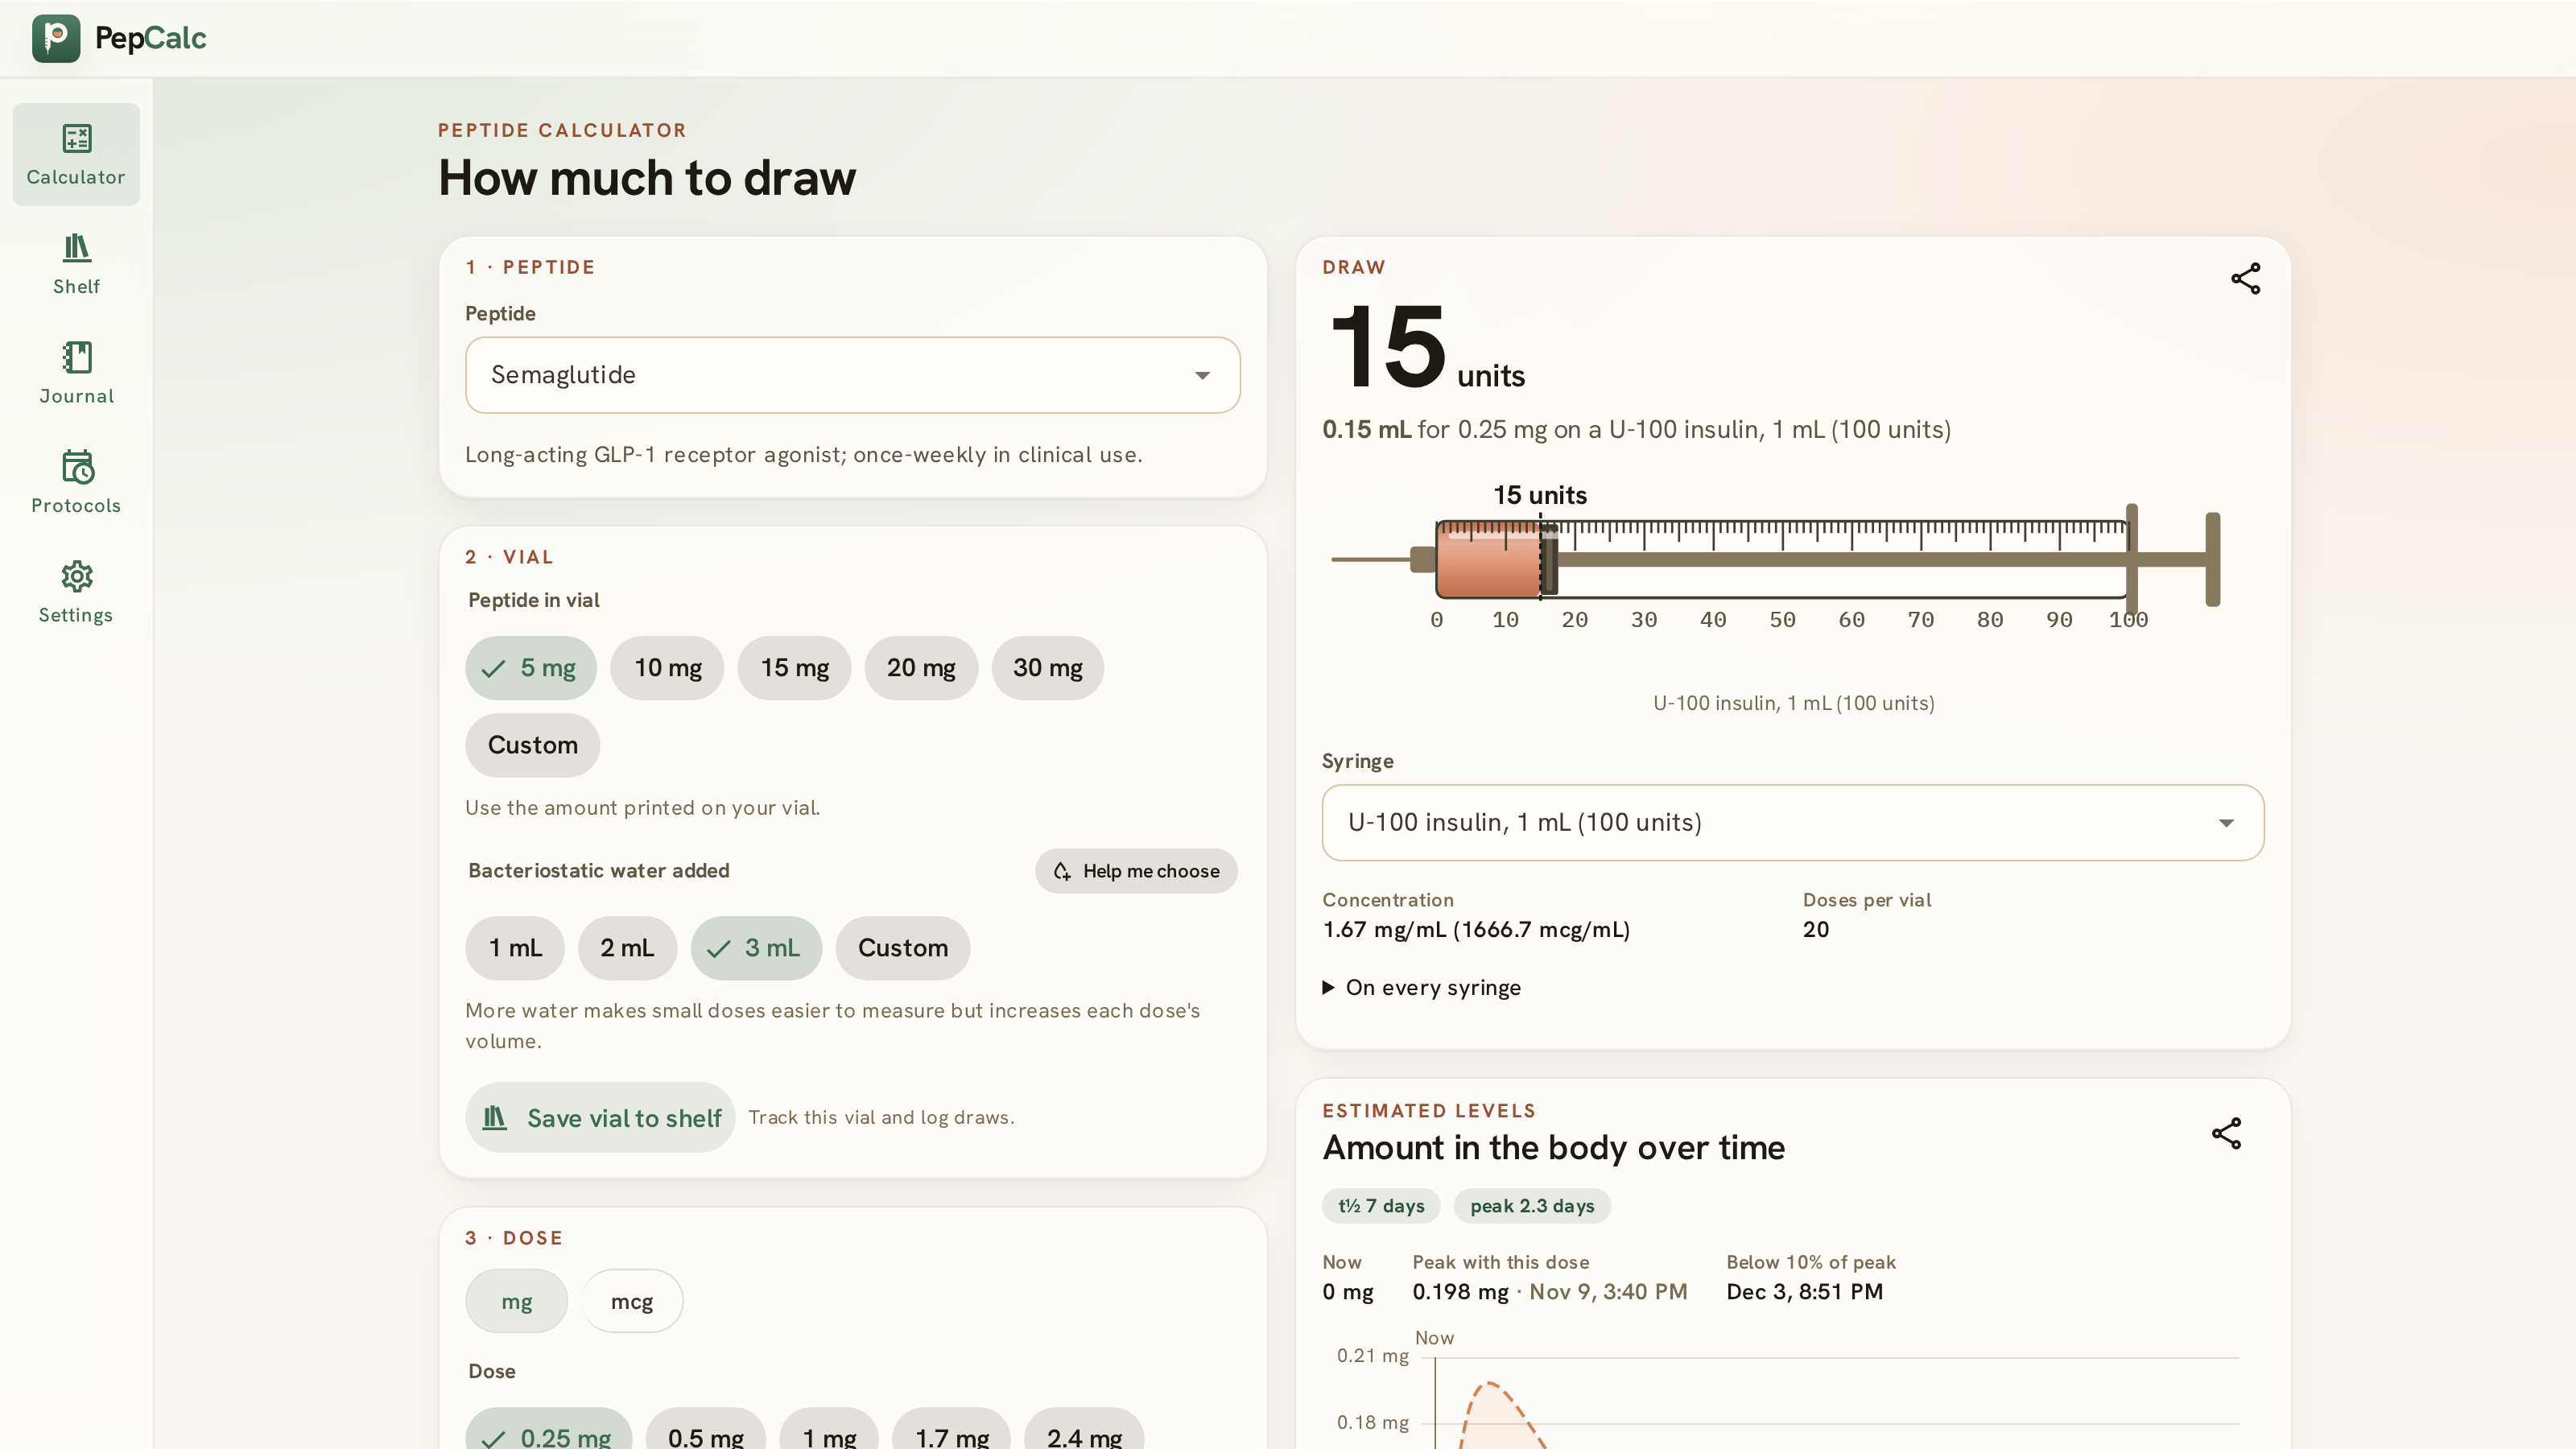 PepCalc
Calculator
Shelf
Journal
Protocols
Settings
PEPTIDE CALCULATOR
How much to draw
1 · PEPTIDE
Peptide
Semaglutide
Long-acting GLP-1 receptor agonist; once-weekly in clinical use.
2 · VIAL
Peptide in vial
5 mg 10 mg 15 mg 20 mg 30 mg
Custom
Use the amount printed on your vial.
Bacteriostatic water added Help me choose
1 mL 2 mL 3 mL Custom
More water makes small doses easier to measure but increases each dose's
volume.
Save vial to shelf Track this vial and log draws.
3 · DOSE
mg mcg
Dose
0.25 mg 0.5 mg 1 mg 1.7 mg 2.4 mg
DRAW
15 units
0.15 mL for 0.25 mg on a U-100 insulin, 1 mL (100 units)
15 units
0 10 20 30 40 50 60 70 80 90 100
U-100 insulin, 1 mL (100 units)
Syringe
U-100 insulin, 1 mL (100 units)
Concentration Doses per vial
1.67 mg/mL (1666.7 mcg/mL) 20
On every syringe
ESTIMATED LEVELS
Amount in the body over time
t½ 7 days peak 2.3 days
Now Peak with this dose Below 10% of peak
0 mg 0.198 mg · Nov 9, 3:40 PM Dec 3, 8:51 PM
Now
0.21 mg
0.18 mg